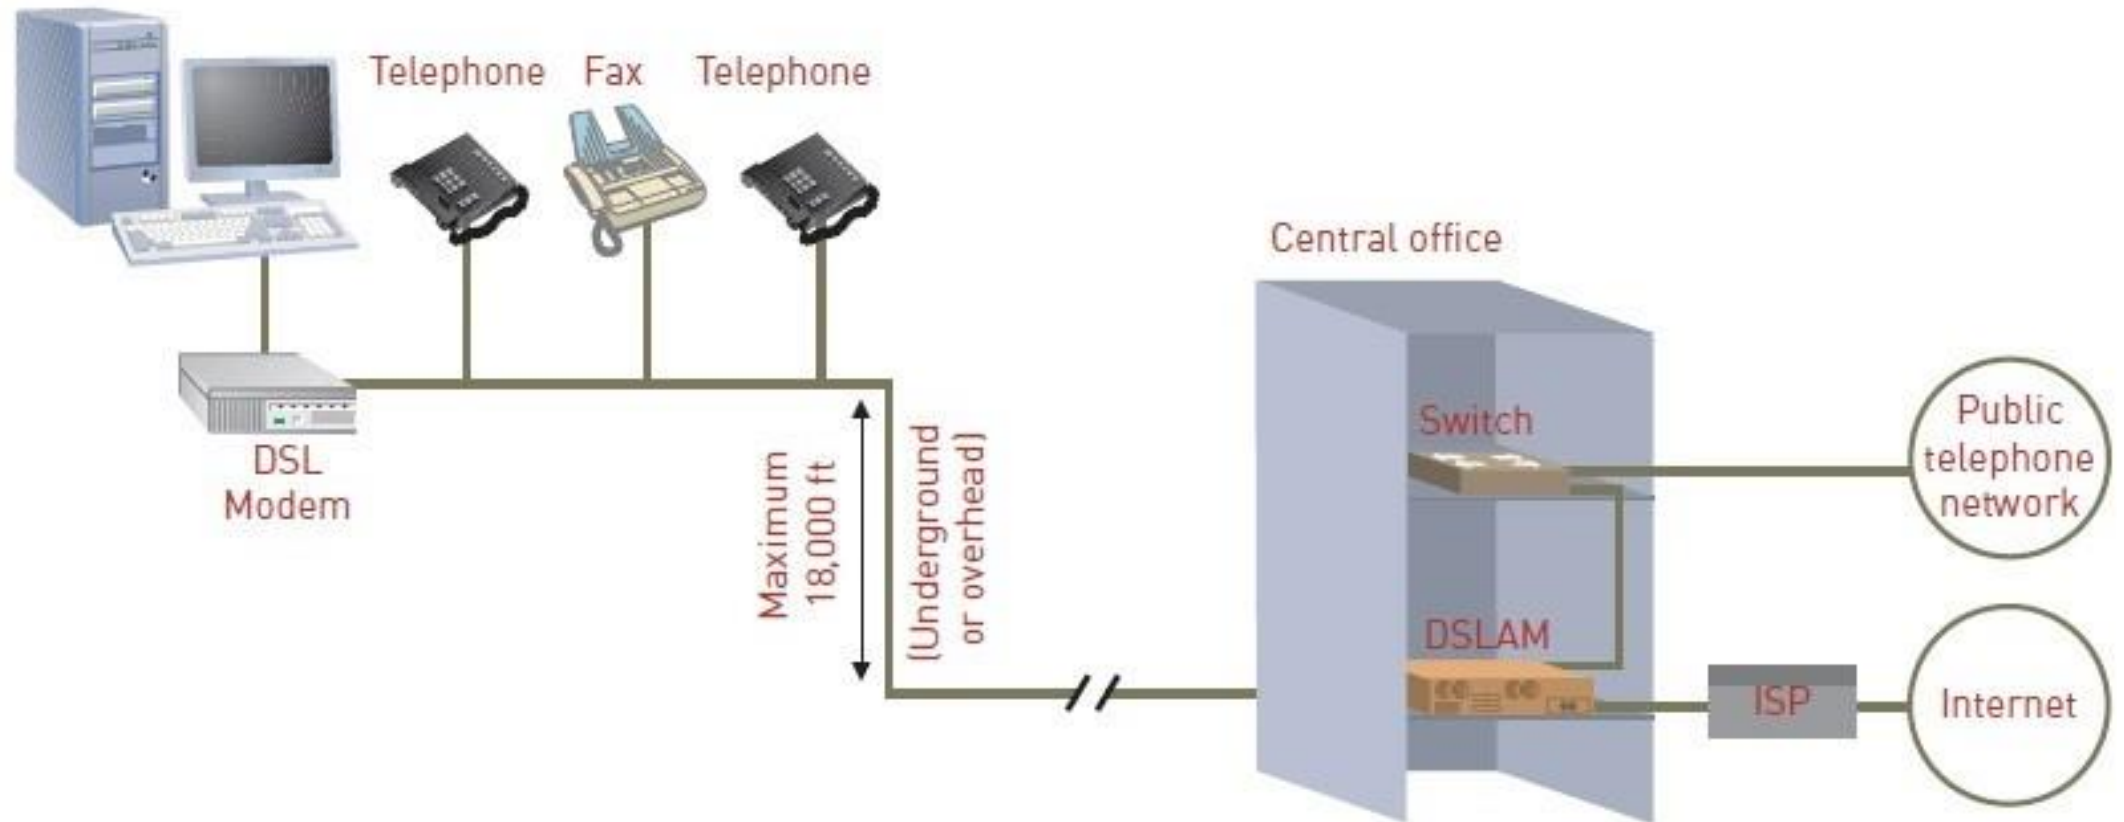 Telephone
Fax
Telephone
DSL
Modem
Maximum
18,000 ft
(Underground
or overhead)
Central office
Switch
DSLAM
ISP
Public
telephone
network
Internet